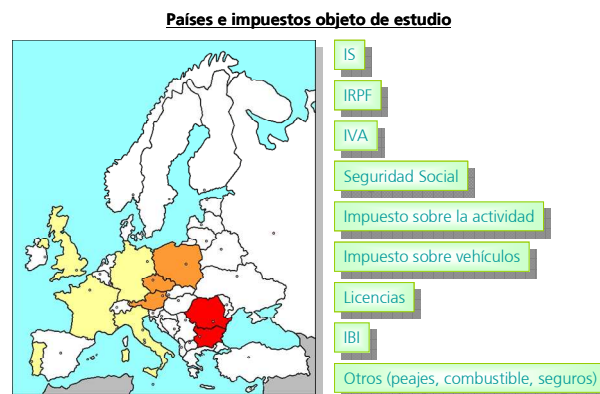 Países e impuestos objeto de estudio
IS
IRPF
IVA
Seguridad Social
Impuesto sobre la actividad
Impuesto sobre vehículos
Licencias
IBI
Otros (peajes, combustible, seguros)